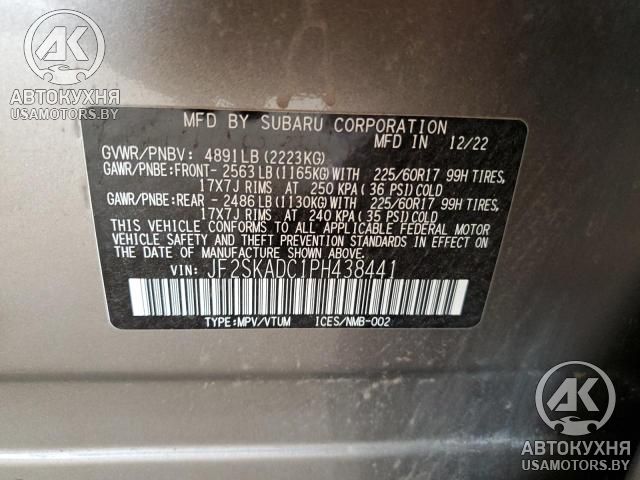 AK
АВТОКУХНЯ
USAMOTORS.BY
MFD BY SUBARU CORPORATION
MFD IN 12/22
GVWR/PNBV: 4891LB (2223KG)
GAWR/PNBE:FRONT- 2563LB (1165KG)WITH 225/60R17 99H TIRES,
17X7J RIMS AT 250 KPA (36 PSI)COLD
GAWR/PNBE:REAR - 2486LB (1130KG)WITH 225/60R17 99H TIRES,
17X7J RIMS AT 240 KPA (35 PSI)COLD
THIS VEHICLE CONFORMS TO ALL APPLICABLE FEDERAL MOTOR
VEHICLE SAFETY AND THEFT PREVENTION STANDARDS IN EFFECT
ON THE DATE OF MANUFACTURE SHOWN ABOVE.
VIN: JF2SKADC1PH438441
TYPE:MPV/VTUM ICES/NMB-002
AK
АВТОКУХНЯ
USAMOTORS.BY